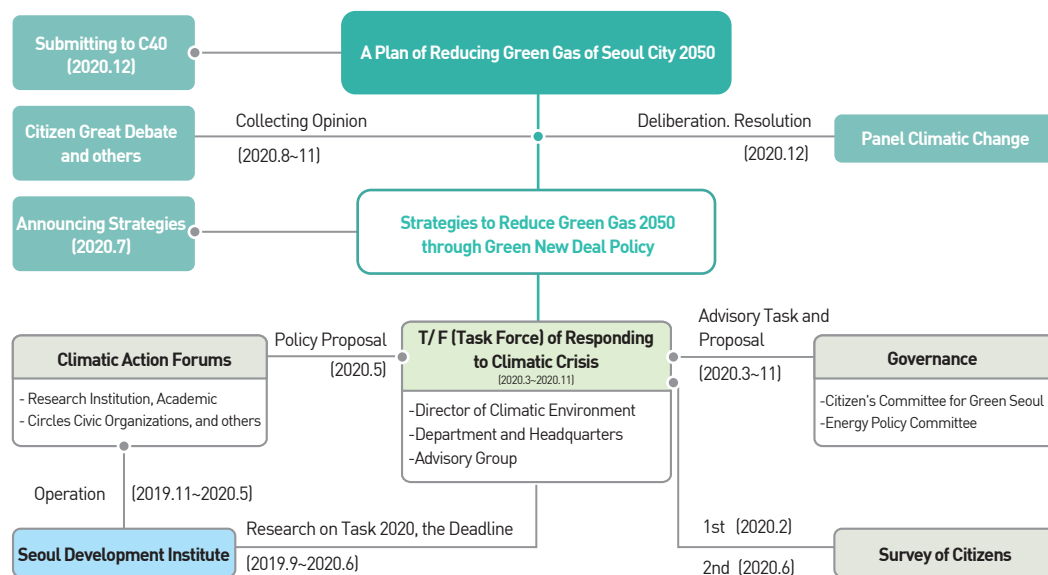 Submitting to C40
(2020.12)
A Plan of Reducing Green Gas of Seoul City 2050
Citizen Great Debate
and others
Collecting Opinion
(2020.8~11)
Deliberation. Resolution
(2020.12)
Panel Climatic Change
Announcing Strategies
(2020.7)
Strategies to Reduce Green Gas 2050
through Green New Deal Policy
Climatic Action Forums
- Research Institution, Academic
- Circles Civic Organizations, and others
Policy Proposal
(2020.5)
T/ F (Task Force) of Responding
to Climatic Crisis
(2020.3~2020.11)
-Director of Climatic Environment
-Department and Headquarters
-Advisory Group
Advisory Task and
Proposal
(2020.3~11)
Governance
-Citizen's Committee for Green Seoul
-Energy Policy Committee
Operation
(2019.11~2020.5)
Seoul Development Institute
Research on Task 2020, the Deadline
(2019.9~2020.6)
1st (2020.2)
2nd (2020.6)
Survey of Citizens